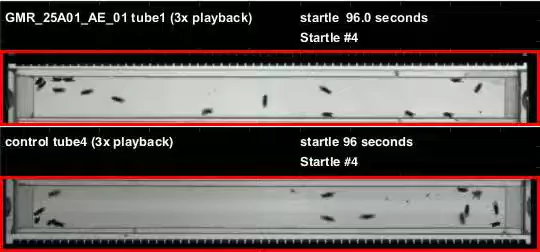 GMR_25A01_AE_01 tube1 (3x playback) startle 96.0 seconds
Startle #4
control tube4 (3x playback) startle 96 seconds
Startle #4